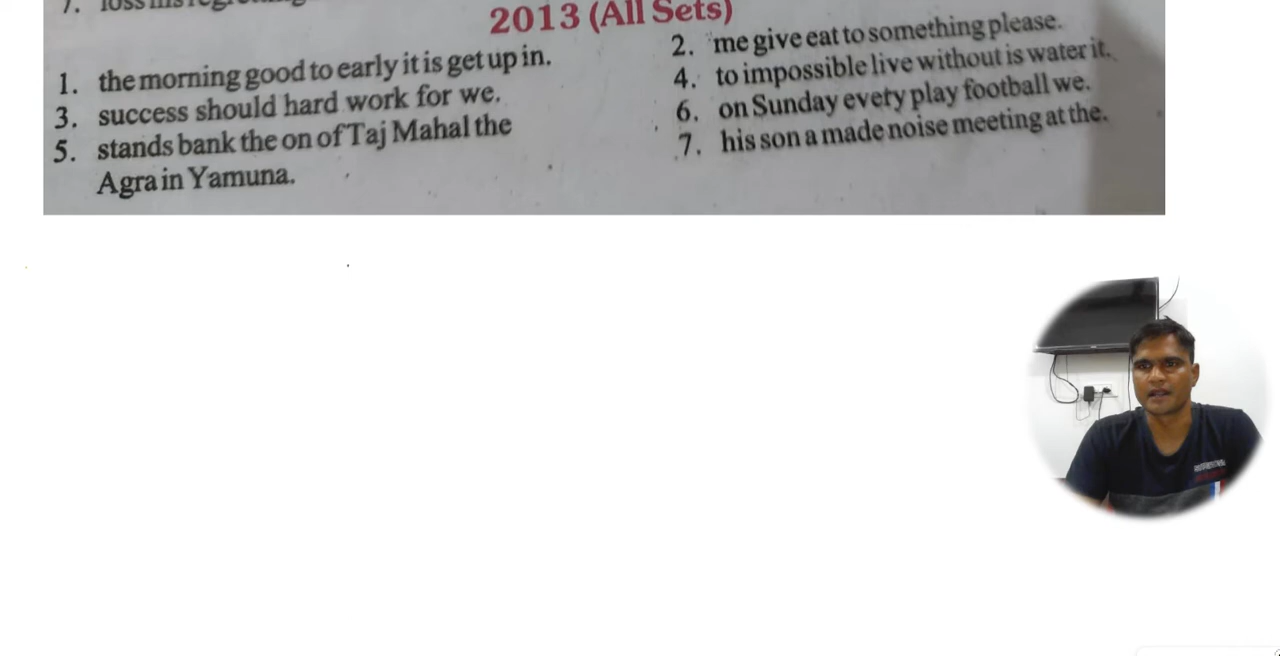 7.
2013 (All Sets)
1. the morning good to early it is get up in.
2. me give eat to something please.
3. success should hard work for we.
4. to impossible live without is water it.
5. stands bank the on of Taj Mahal the
Agra in Yamuna.
6. on Sunday every play football we.
7. his son a made noise meeting at the.